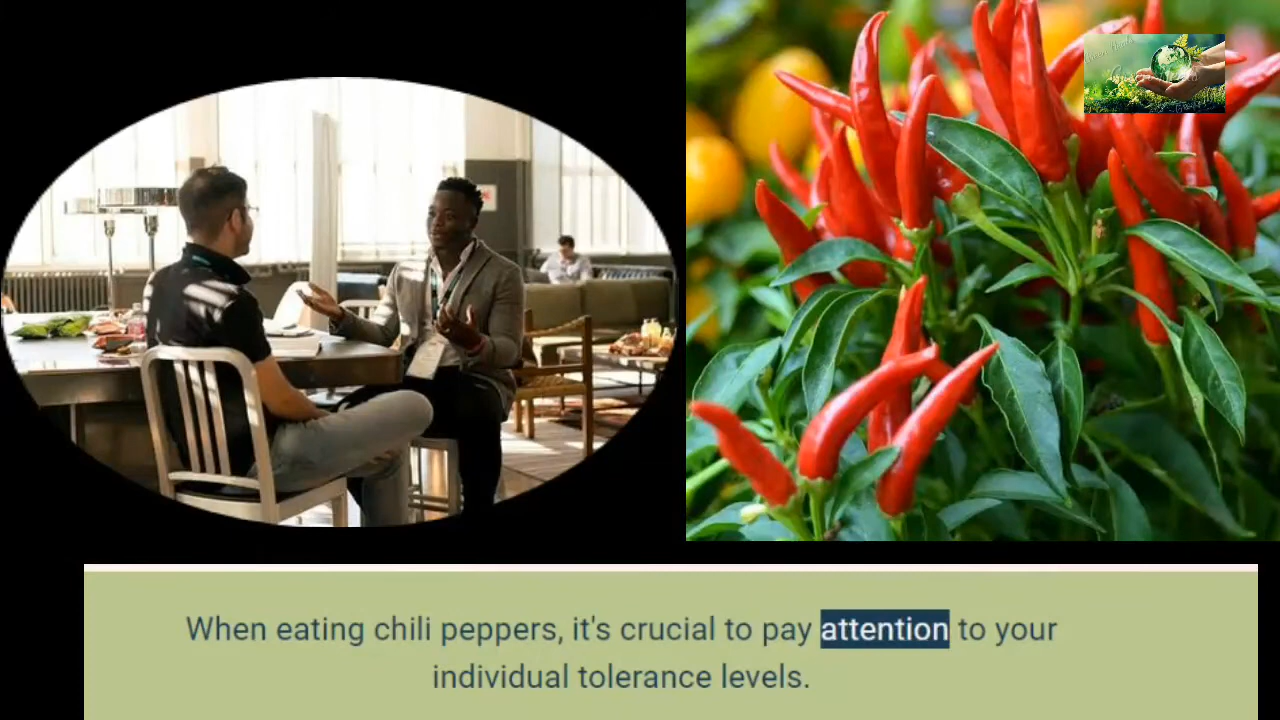 When eating chili peppers, it's crucial to pay attention to your
individual tolerance levels.